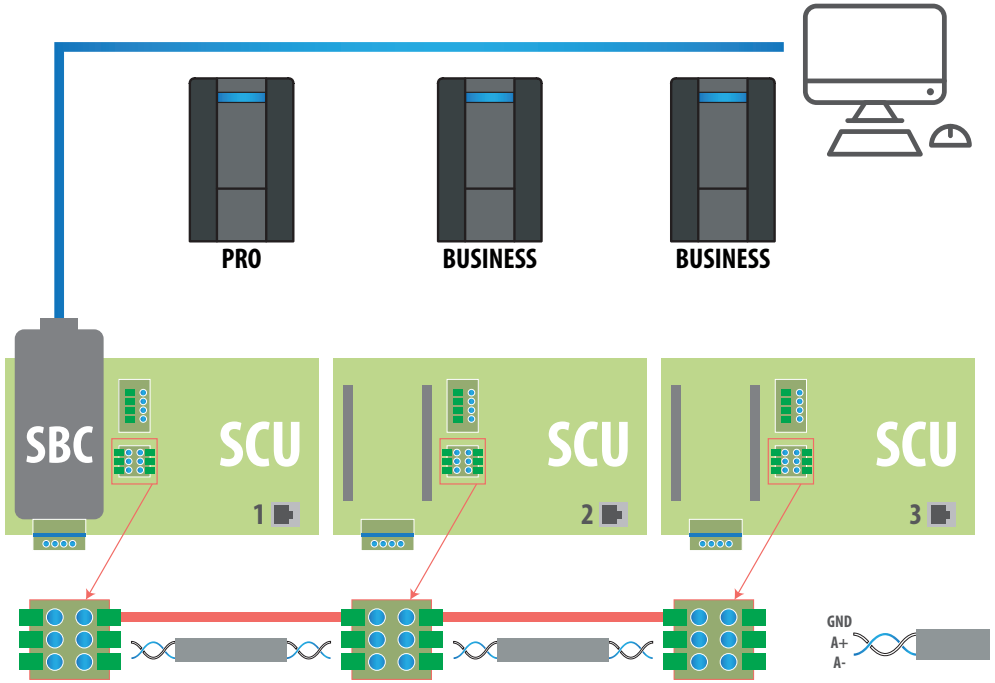 PRO
BUSINESS
BUSINESS
SBC
SCU
SCU
SCU
1
2
3
GND
A+
A-